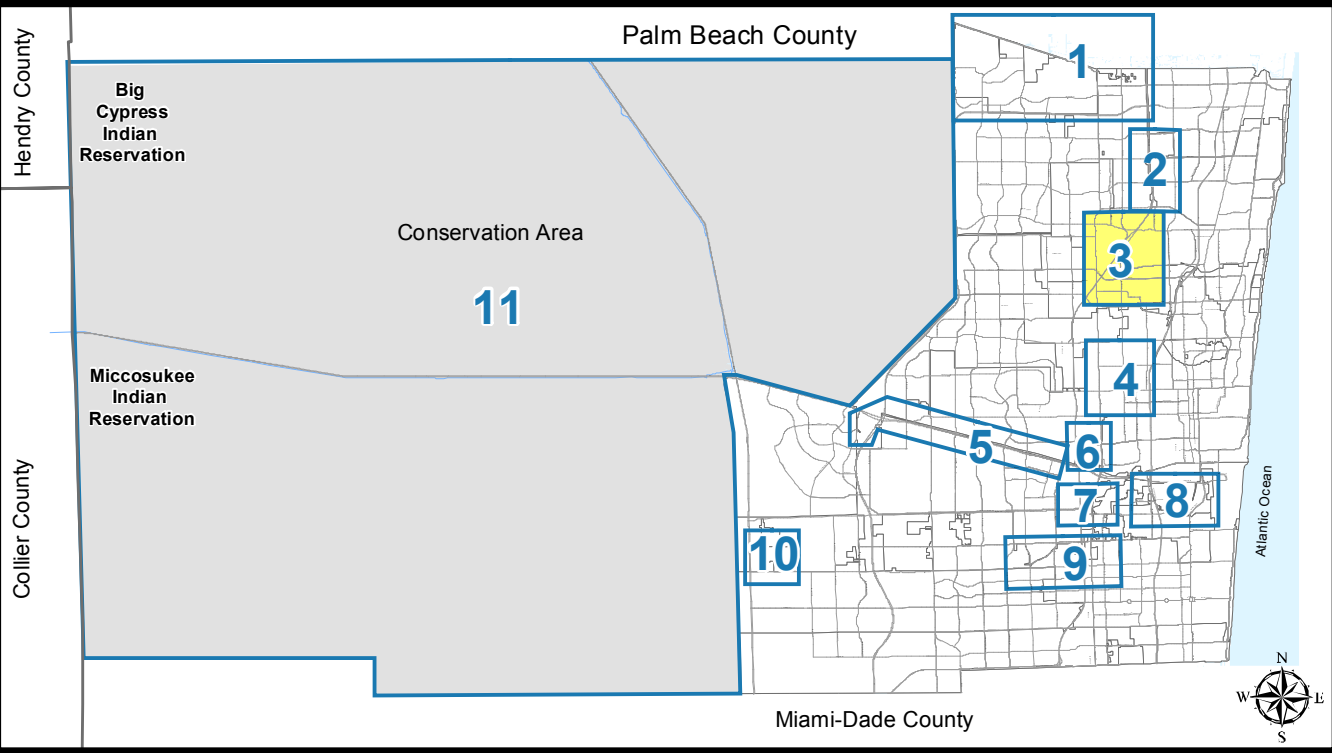 Palm Beach County
Hendry County
Big
Cypress
Indian
Reservation
1
2
Conservation Area
3
11
Miccosukee
Indian
Reservation
4
5
6
7
8
Collier County
Atlantic Ocean
10
9
N
W
E
S
Miami-Dade County